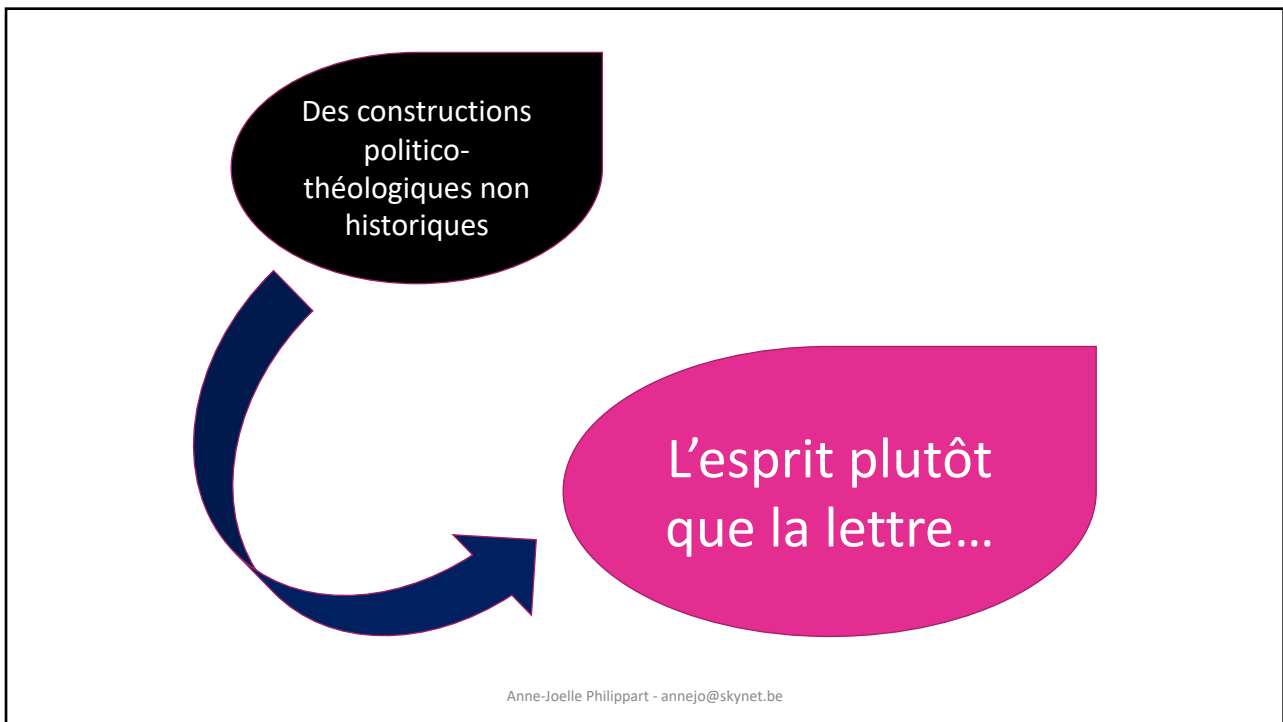 Des constructions
politico-
théologiques non
historiques
L’esprit plutôt
que la lettre…
Anne-Joelle Philippart - annejo@skynet.be